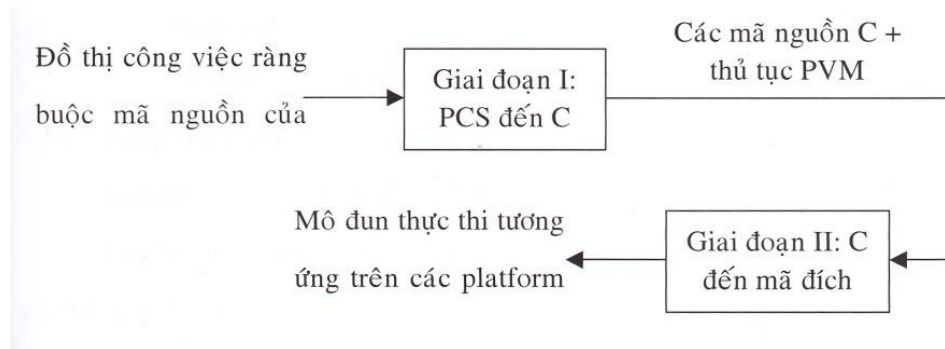 Đồ thị công việc ràng
buộc mã nguồn của
Giai đoạn I:
PCS đến C
Các mã nguồn C +
thủ tục PVM
Giai đoạn II: C
đến mã đích
Mô đun thực thi tương
ứng trên các platform